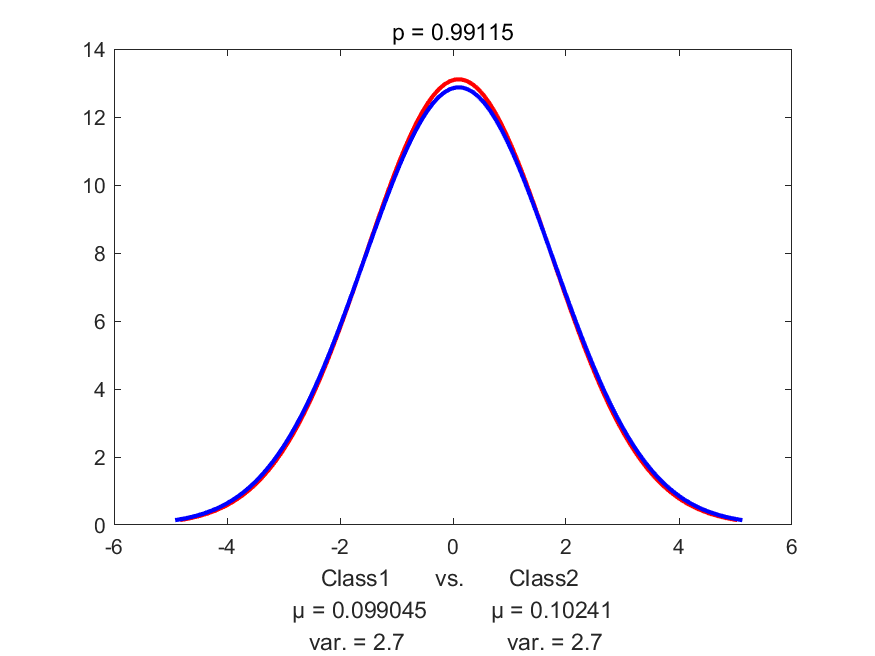 p = 0.99115
14
12
10
8
6
4
2
0
-6 -4 -2 0 2 4 6
Class1 vs. Class2
μ = 0.099045 μ = 0.10241
var. = 2.7 var. = 2.7